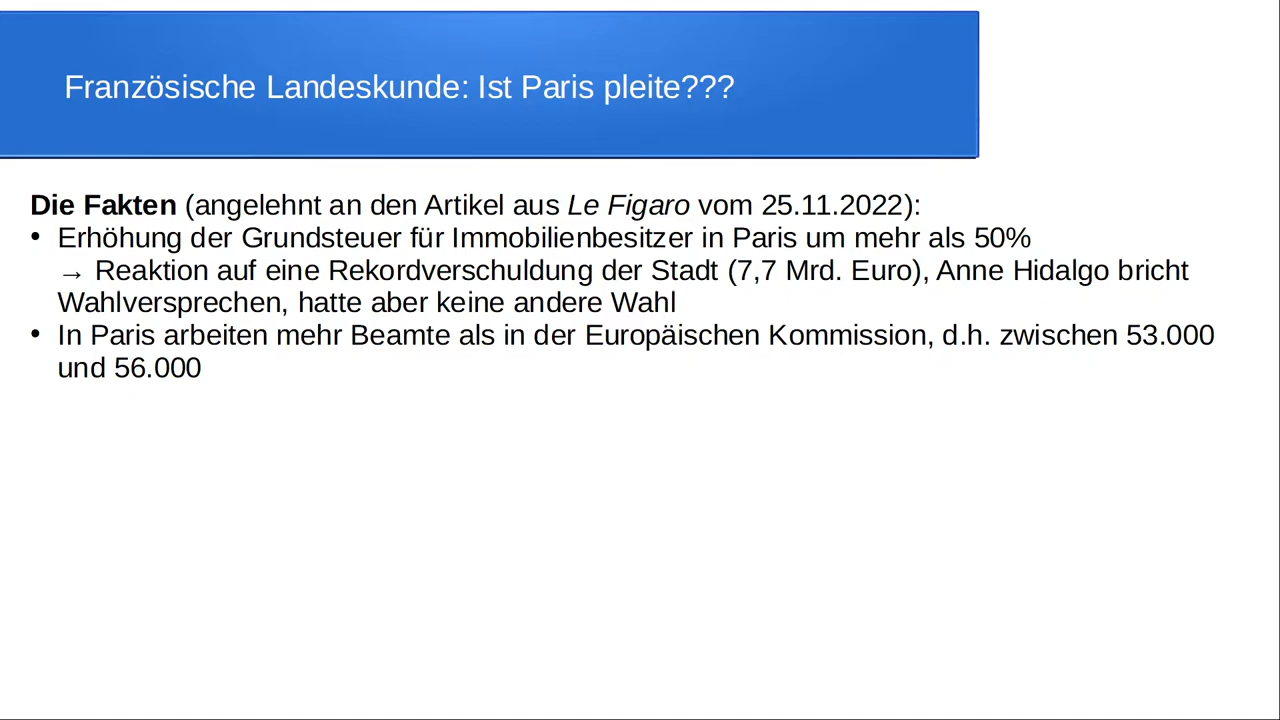 Französische Landeskunde: Ist Paris pleite???
Die Fakten (angelehnt an den Artikel aus Le Figaro vom 25.11.2022):
• Erhöhung der Grundsteuer für Immobilienbesitzer in Paris um mehr als 50%
→ Reaktion auf eine Rekordverschuldung der Stadt (7,7 Mrd. Euro), Anne Hidalgo bricht
Wahlversprechen, hatte aber keine andere Wahl
• In Paris arbeiten mehr Beamte als in der Europäischen Kommission, d.h. zwischen 53.000
und 56.000